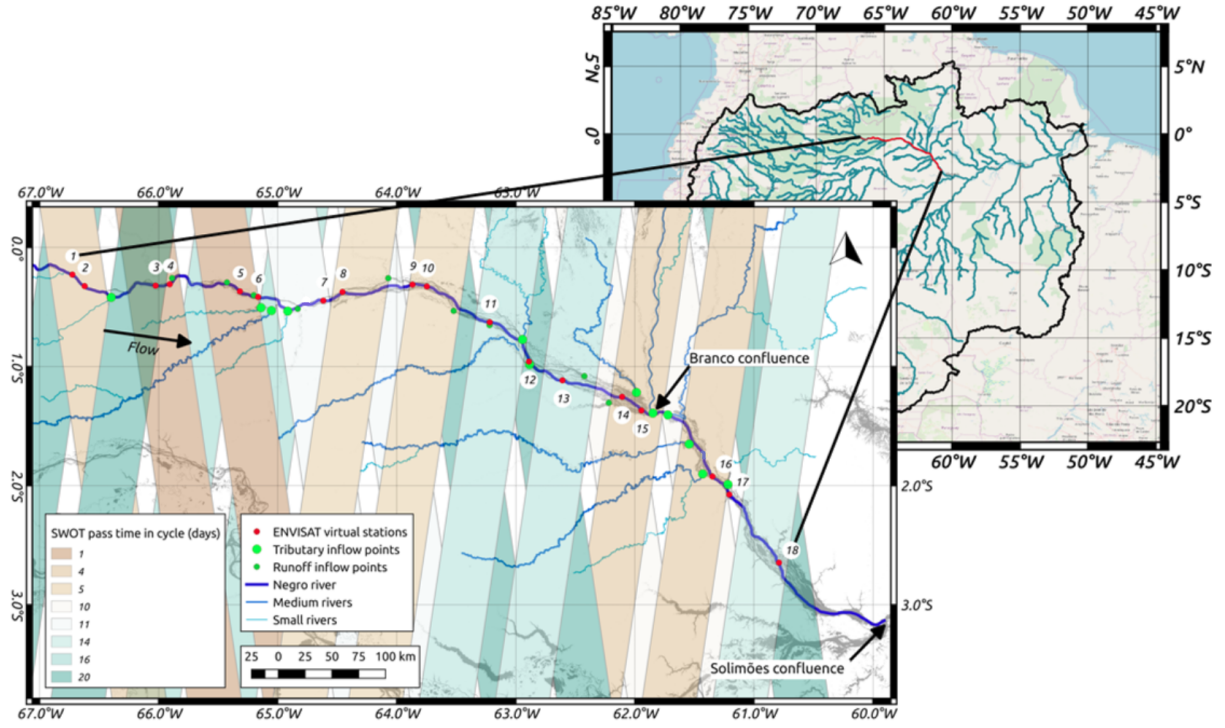 85°W 80°W 75°W 70°W 65°W 60°W 55°W 50°W 45°W
5°N 5°N
0° 0°
5°S
10°S
15°S
20°S
60°W 55°W 50°W 45°W
67.0°W 66.0°W 65.0°W 64.0°W 63.0°W
0.0°
1 2 3 4 5 6 7 8 9 10
11
Flow
1.0°S
Branco confluence
12
13
14
15
16
17
2.0°S 2.0°S
18
SWOT pass time in cycle (days)
1
4
5
10
11
14
16
20
ENVISAT virtual stations
Tributary inflow points
Runoff inflow points
Negro river
Medium rivers
Small rivers
3.0°S 3.0°S
25 0 25 50 75 100 km
Solimões confluence
67.0°W 66.0°W 65.0°W 64.0°W 63.0°W 62.0°W 61.0°W 60.0°W